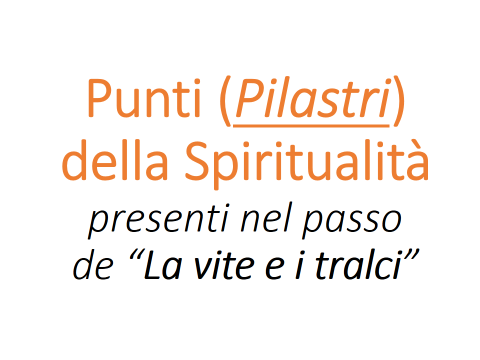 Punti (Pilastri)
della Spiritualità
presenti nel passo
de “La vite e i tralci”